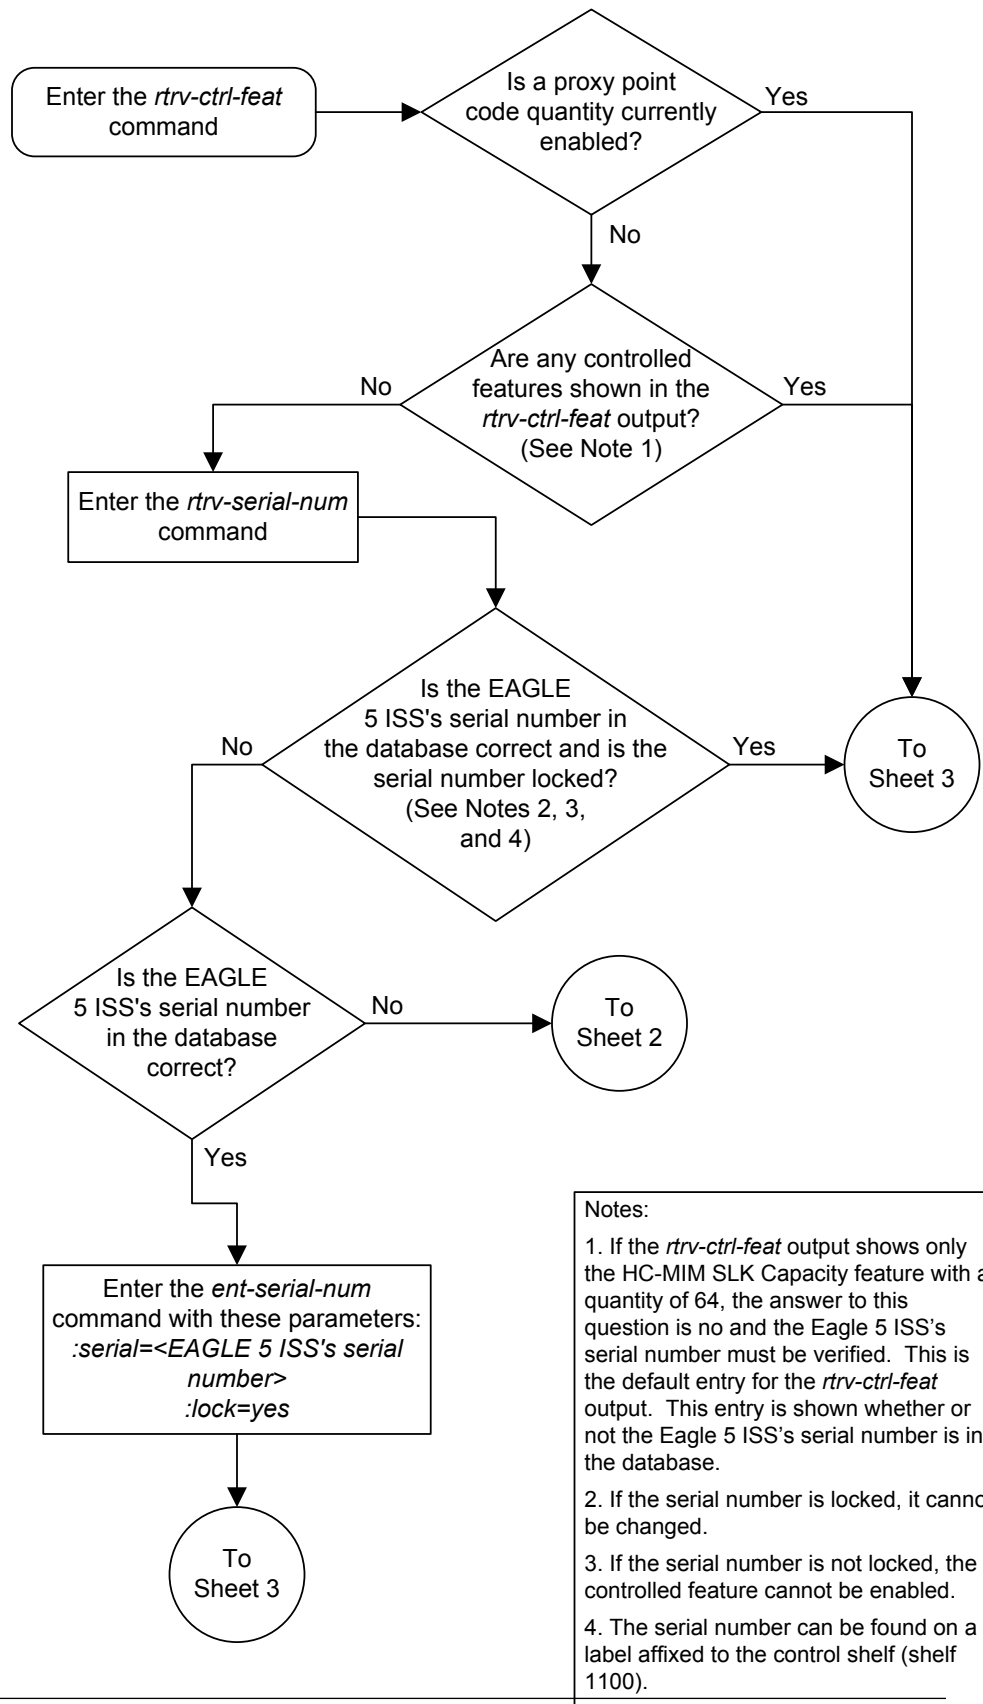 Enter the rtrv-ctrl-feat
command
Is a proxy point
code quantity currently
enabled?
Yes
No
Are any controlled
features shown in the
rtrv-ctrl-feat output?
(See Note 1)
No
Yes
Enter the rtrv-serial-num
command
Is the EAGLE
5 ISS's serial number in
the database correct and is the
serial number locked?
(See Notes 2, 3,
and 4)
No
Yes
To
Sheet 3
Is the EAGLE
5 ISS's serial number
in the database
correct?
No
To
Sheet 2
Yes
Enter the ent-serial-num
command with these parameters:
:serial=<EAGLE 5 ISS's serial
number>
:lock=yes
To
Sheet 3
Notes:
1. If the rtrv-ctrl-feat output shows only
the HC-MIM SLK Capacity feature with a
quantity of 64, the answer to this
question is no and the Eagle 5 ISS’s
serial number must be verified. This is
the default entry for the rtrv-ctrl-feat
output. This entry is shown whether or
not the Eagle 5 ISS’s serial number is in
the database.
2. If the serial number is locked, it
be changed.
3. If the serial number is not locked, the
controlled feature cannot be enabled.
4. The serial number can be found on a
label affixed to the control shelf (shelf
1100).